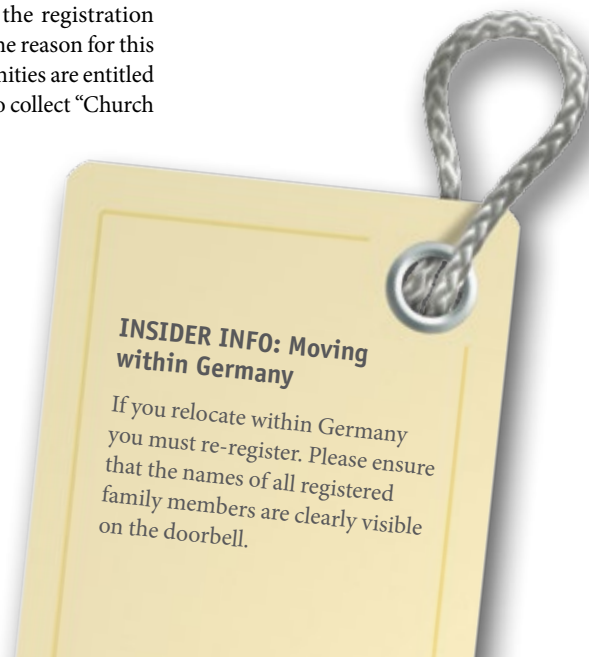 the registration
he reason for this
nities are entitled
o collect “Church
INSIDER INFO: Moving
within Germany
If you relocate within Germany
you must re-register. Please ensure
that the names of all registered
family members are clearly visible
on the doorbell.